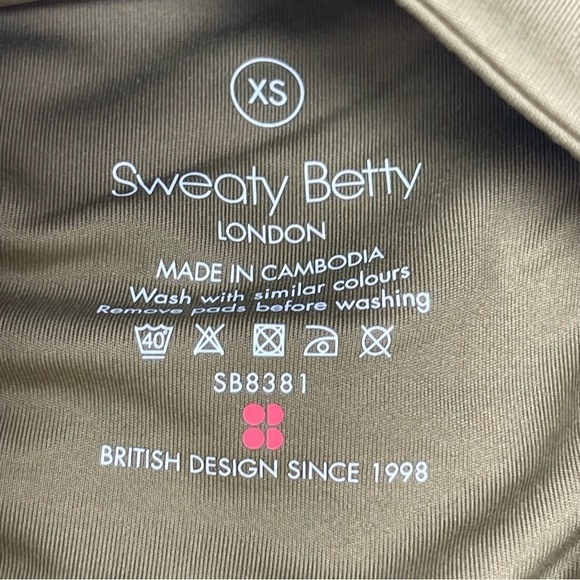 XS
Sweaty Betty
LONDON
MADE IN CAMBODIA
Wash with similar colours
Remove pads before washing
40°
SB8381
BRITISH DESIGN SINCE 1998